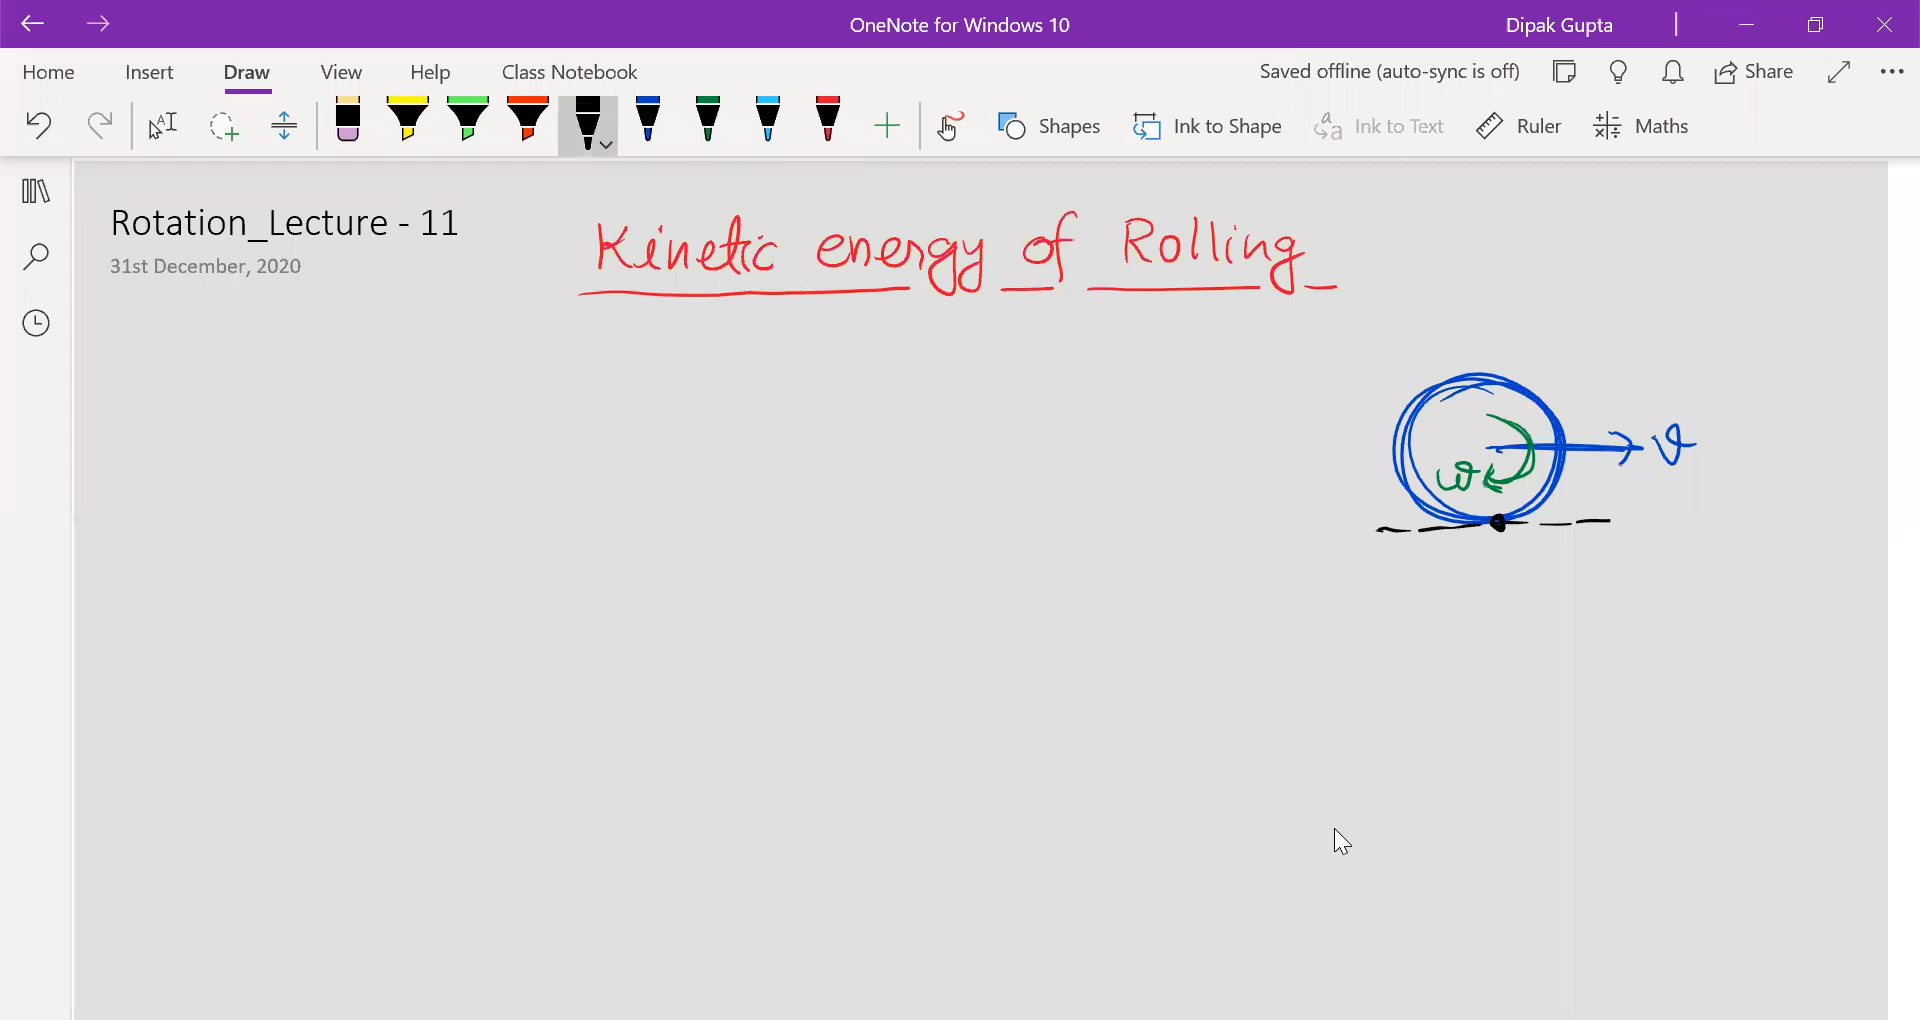 OneNote for Windows 10
Dipak Gupta
Home Insert Draw View Help Class Notebook
Saved offline (auto-sync is off) Share
Shapes Ink to Shape Ink to Text Ruler Maths
Rotation_Lecture - 11
31st December, 2020
Kinetic energy of Rolling
v
ω